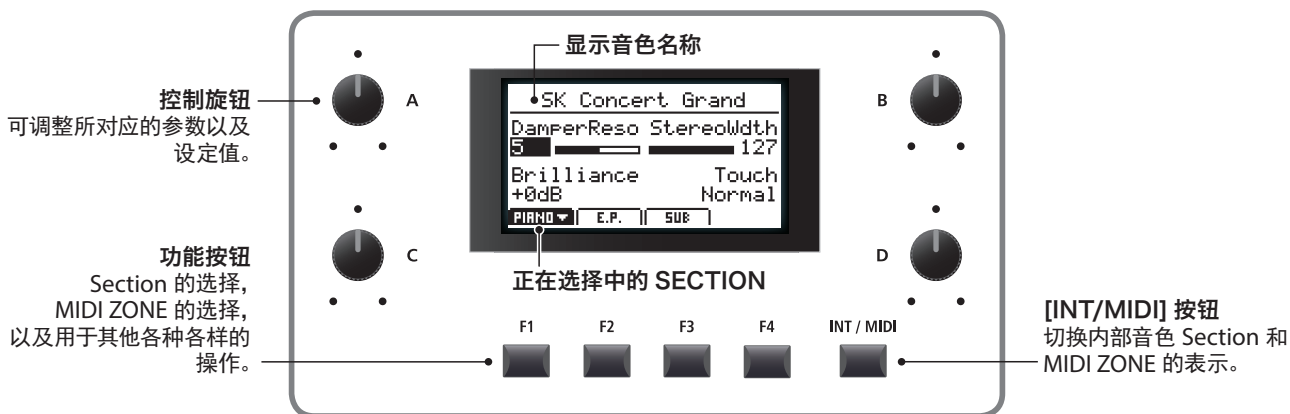 显示音色名称
控制旋钮
可调整所对应的参数以及
设定值。
A
B
SK Concert Grand
DamperReso StereoWdth
5 127
Brilliance Touch
+0dB Normal
PIANO E.P. SUB
功能按钮
Section 的选择，
MIDI ZONE 的选择，
以及用于其他各种各样的
操作。
C
D
正在选择中的 SECTION
F1 F2 F3 F4 INT / MIDI
[INT/MIDI] 按钮
切换内部音色 Section 和
MIDI ZONE 的表示。